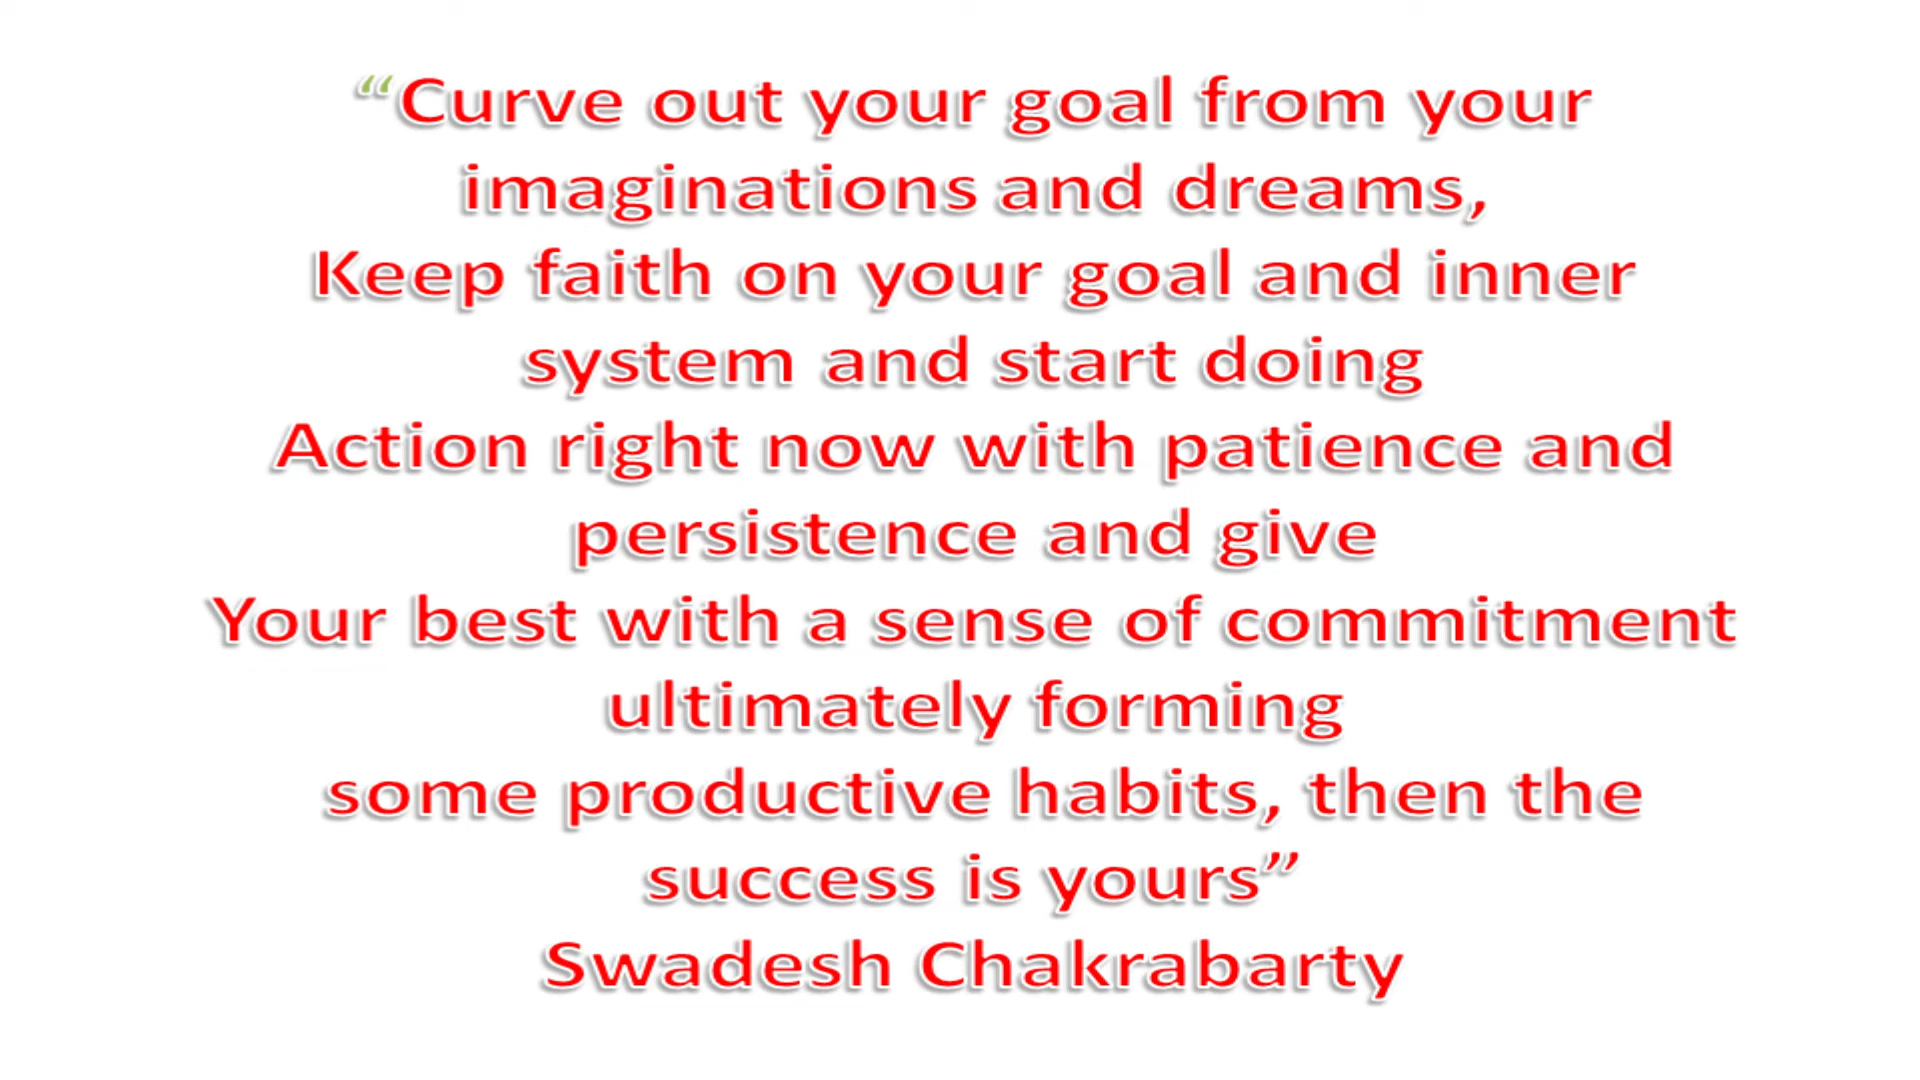 “Curve out your goal from your
imaginations and dreams,
Keep faith on your goal and inner
system and start doing
Action right now with patience and
persistence and give
Your best with a sense of commitment
ultimately forming
some productive habits, then the
success is yours”
Swadesh Chakrabarty